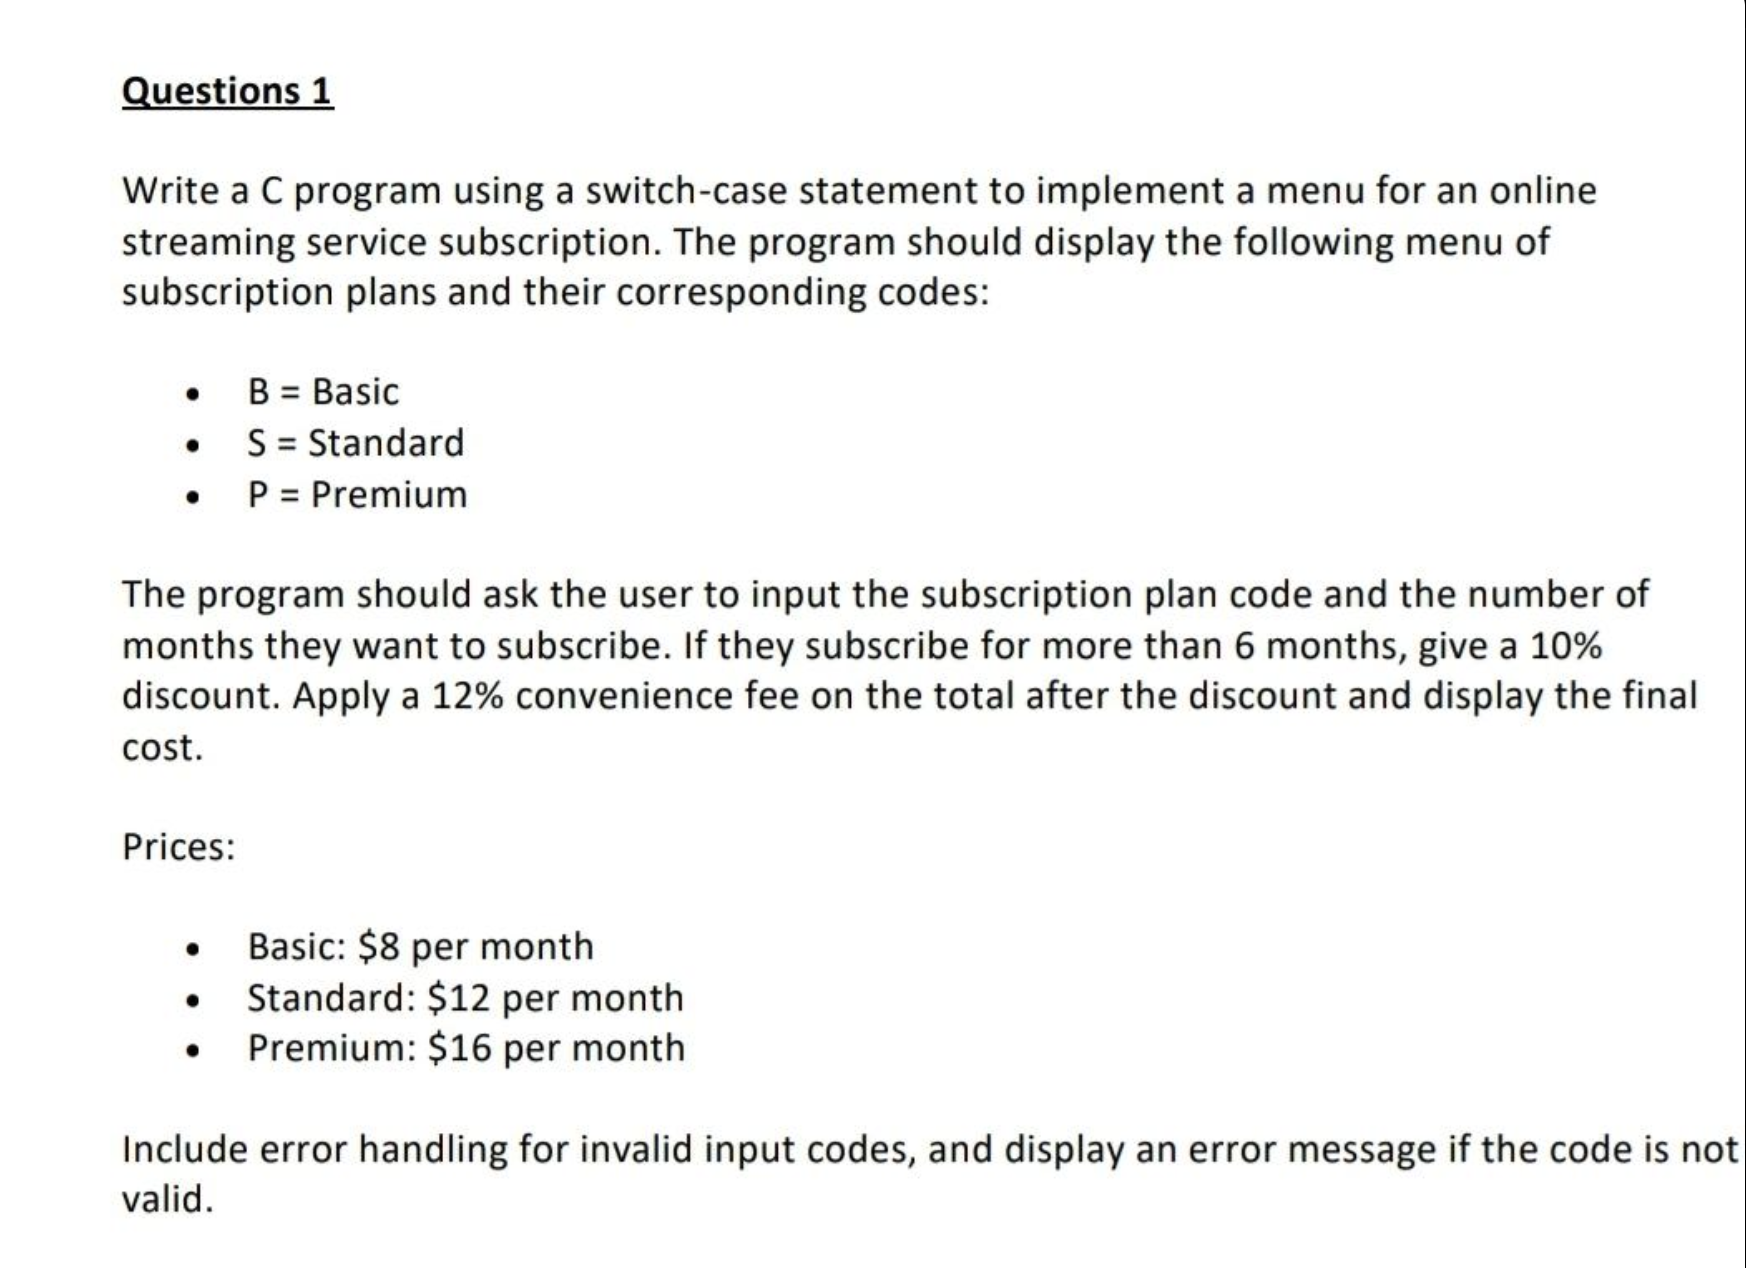 Questions 1
Write a C program using a switch-case statement to implement a menu for an online
streaming service subscription. The program should display the following menu of
subscription plans and their corresponding codes:
• B = Basic
• S = Standard
• P = Premium
The program should ask the user to input the subscription plan code and the number of
months they want to subscribe. If they subscribe for more than 6 months, give a 10%
discount. Apply a 12% convenience fee on the total after the discount and display the final
cost.
Prices:
• Basic: $8 per month
• Standard: $12 per month
• Premium: $16 per month
Include error handling for invalid input codes, and display an error message if the code is not
valid.